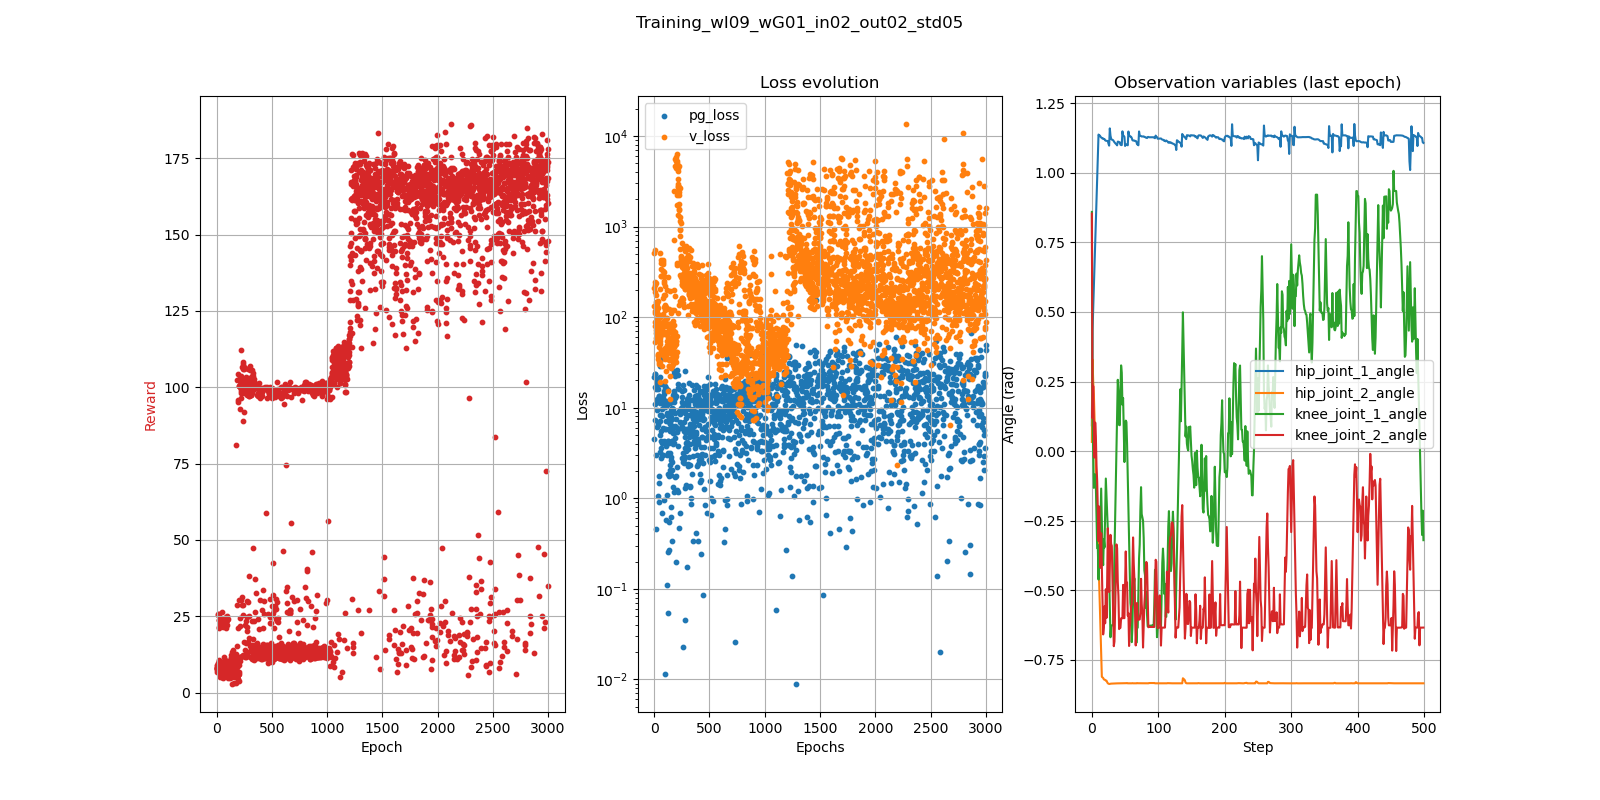 Training_wI09_wG01_in02_out02_std05
Reward
175
150
125
100
75
50
25
0
0 500 1000 1500 2000 2500 3000
Epoch
Loss evolution
pg_loss
v_loss
Loss
10^4
10^3
10^2
10^1
10^0
10^−1
10^−2
0 500 1000 1500 2000 2500 3000
Epochs
Observation variables (last epoch)
Angle (rad)
1.25
1.00
0.75
0.50
0.25
0.00
−0.25
−0.50
−0.75
hip_joint_1_angle
hip_joint_2_angle
knee_joint_1_angle
knee_joint_2_angle
0 100 200 300 400 500
Step